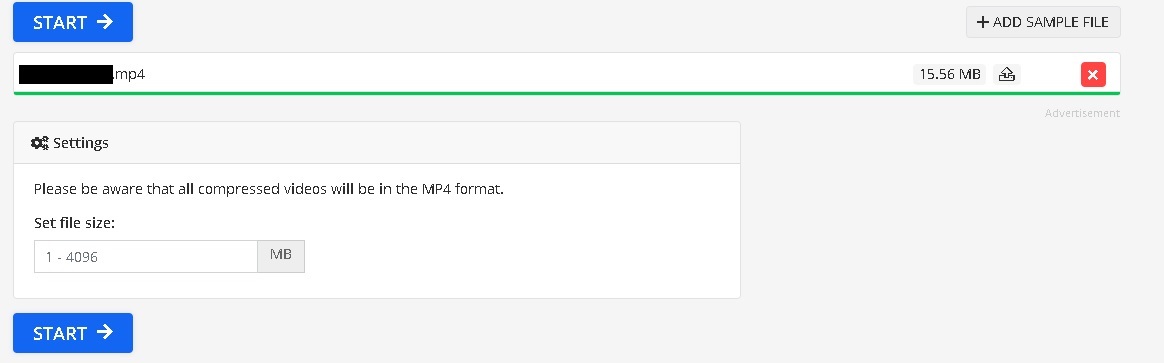 START
+ ADD SAMPLE FILE
.mp4
15.56 MB
Advertisement
Settings
Please be aware that all compressed videos will be in the MP4 format.
Set file size:
1 - 4096
MB
START